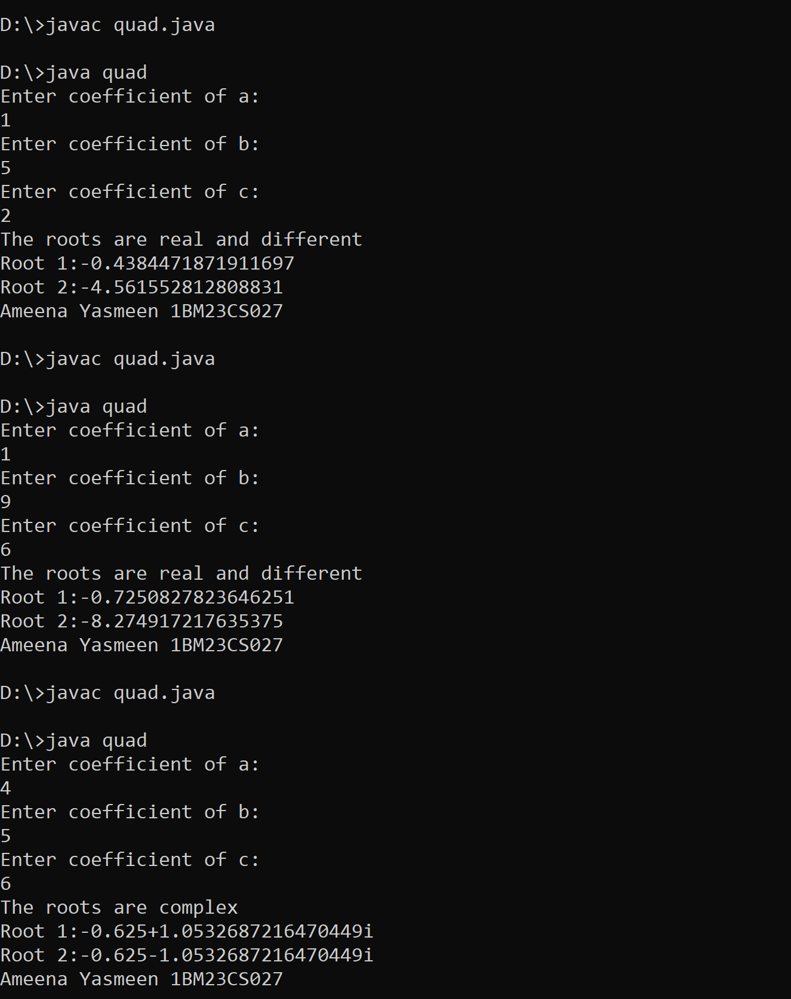 D:\>javac quad.java
D:\>java quad
Enter coefficient of a:
1
Enter coefficient of b:
5
Enter coefficient of c:
2
The roots are real and different
Root 1:-0.4384471871911697
Root 2:-4.561552812808831
Ameena Yasmeen 1BM23CS027
D:\>javac quad.java
D:\>java quad
Enter coefficient of a:
1
Enter coefficient of b:
9
Enter coefficient of c:
6
The roots are real and different
Root 1:-0.7250827823646251
Root 2:-8.274917217635375
Ameena Yasmeen 1BM23CS027
D:\>javac quad.java
D:\>java quad
Enter coefficient of a:
4
Enter coefficient of b:
5
Enter coefficient of c:
6
The roots are complex
Root 1:-0.625+1.0532687216470449i
Root 2:-0.625-1.0532687216470449i
Ameena Yasmeen 1BM23CS027